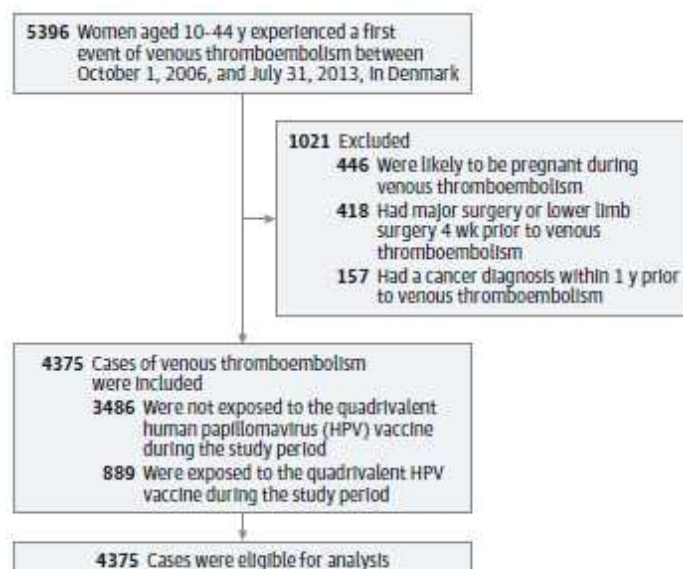 5396 Women aged 10-44 y experienced a first
event of venous thromboembolism between
October 1, 2006, and July 31, 2013, in Denmark
1021 Excluded
446 Were likely to be pregnant during
venous thromboembolism
418 Had major surgery or lower limb
surgery 4 wk prior to venous
thromboembolism
157 Had a cancer diagnosis within 1 y prior
to venous thromboembolism
4375 Cases of venous thromboembolism
were included
3486 Were not exposed to the quadrivalent
human papillomavirus (HPV) vaccine
during the study period
889 Were exposed to the quadrivalent HPV
vaccine during the study period
4375 Cases were eligible for analysis